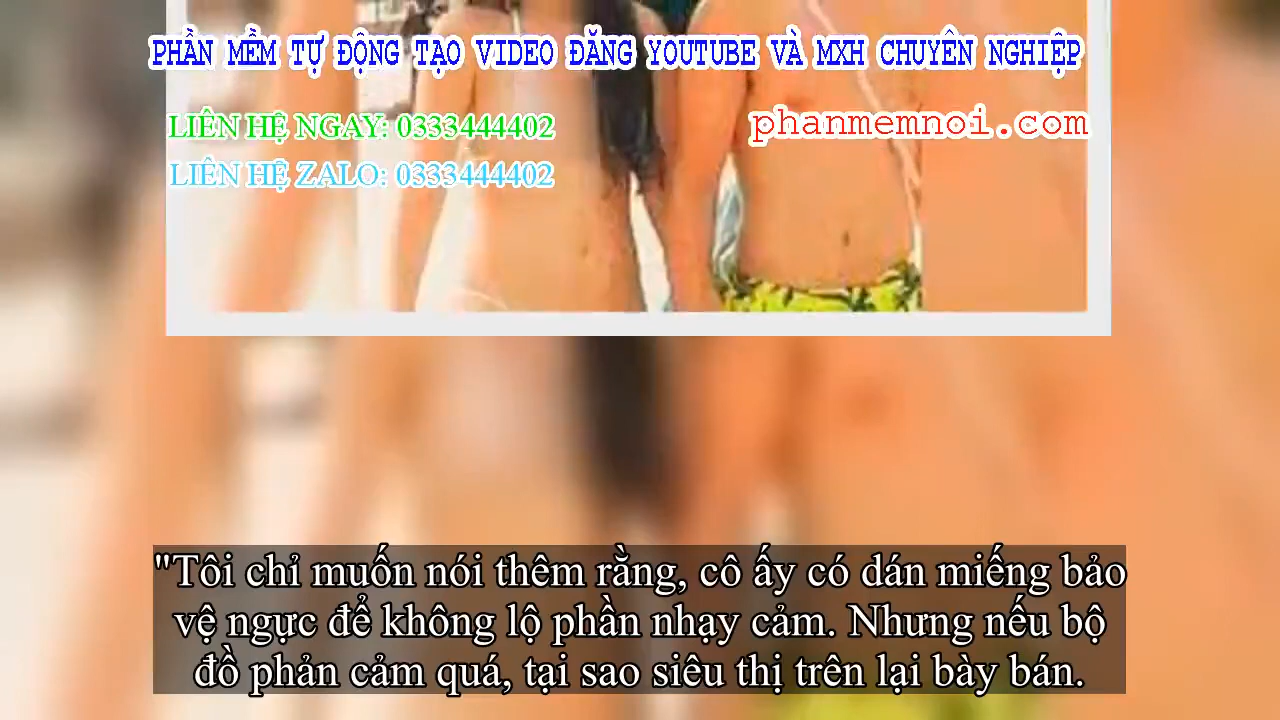 PHẦN MỀM TỰ ĐỘNG TẠO VIDEO ĐĂNG YOUTUBE VÀ MXH CHUYÊN NGHIỆP
LIÊN HỆ NGAY: 0333444402
phanmemnoi.com
LIÊN HỆ ZALO: 0333444402
"Tôi chỉ muốn nói thêm rằng, cô ấy có dán miếng bảo
vệ ngực để không lộ phần nhạy cảm. Nhưng nếu bộ
đồ phản cảm quá, tại sao siêu thị trên lại bày bán.